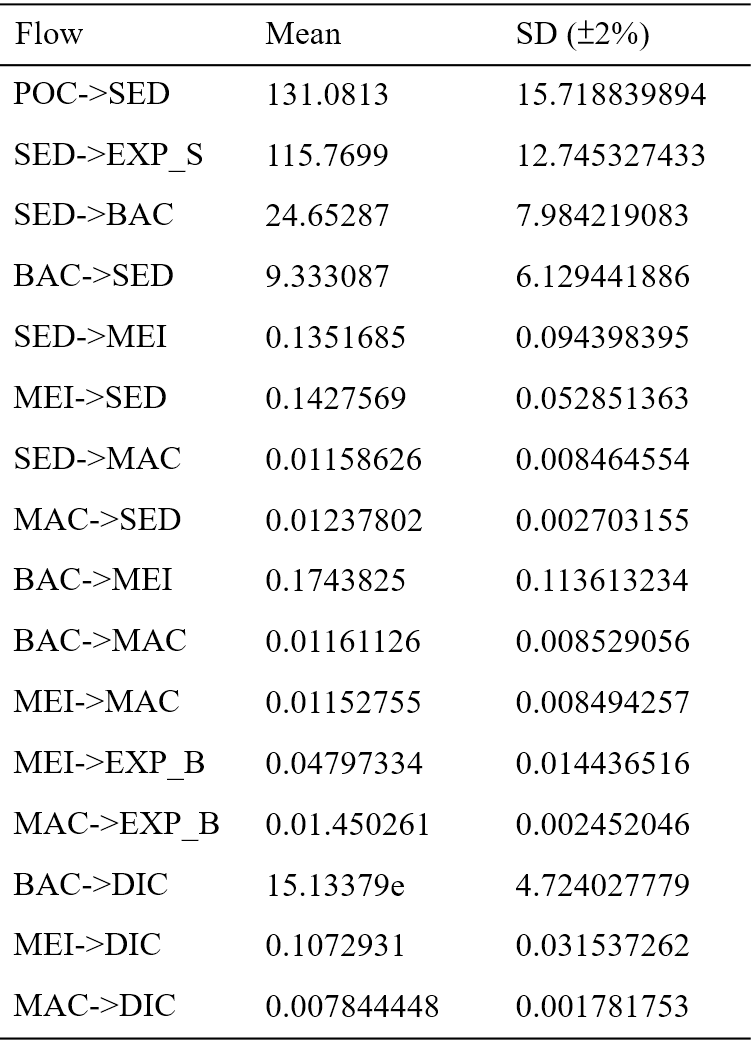 Flow Mean SD (±2%)
POC->SED 131.0813 15.718839894
SED->EXP_S 115.7699 12.745327433
SED->BAC 24.65287 7.984219083
BAC->SED 9.333087 6.129441886
SED->MEI 0.1351685 0.094398395
MEI->SED 0.1427569 0.052851363
SED->MAC 0.01158626 0.008464554
MAC->SED 0.01237802 0.002703155
BAC->MEI 0.1743825 0.113613234
BAC->MAC 0.01161126 0.008529056
MEI->MAC 0.01152755 0.008494257
MEI->EXP_B 0.04797334 0.014436516
MAC->EXP_B 0.01.450261 0.002452046
BAC->DIC 15.13379e 4.724027779
MEI->DIC 0.1072931 0.031537262
MAC->DIC 0.007844448 0.001781753